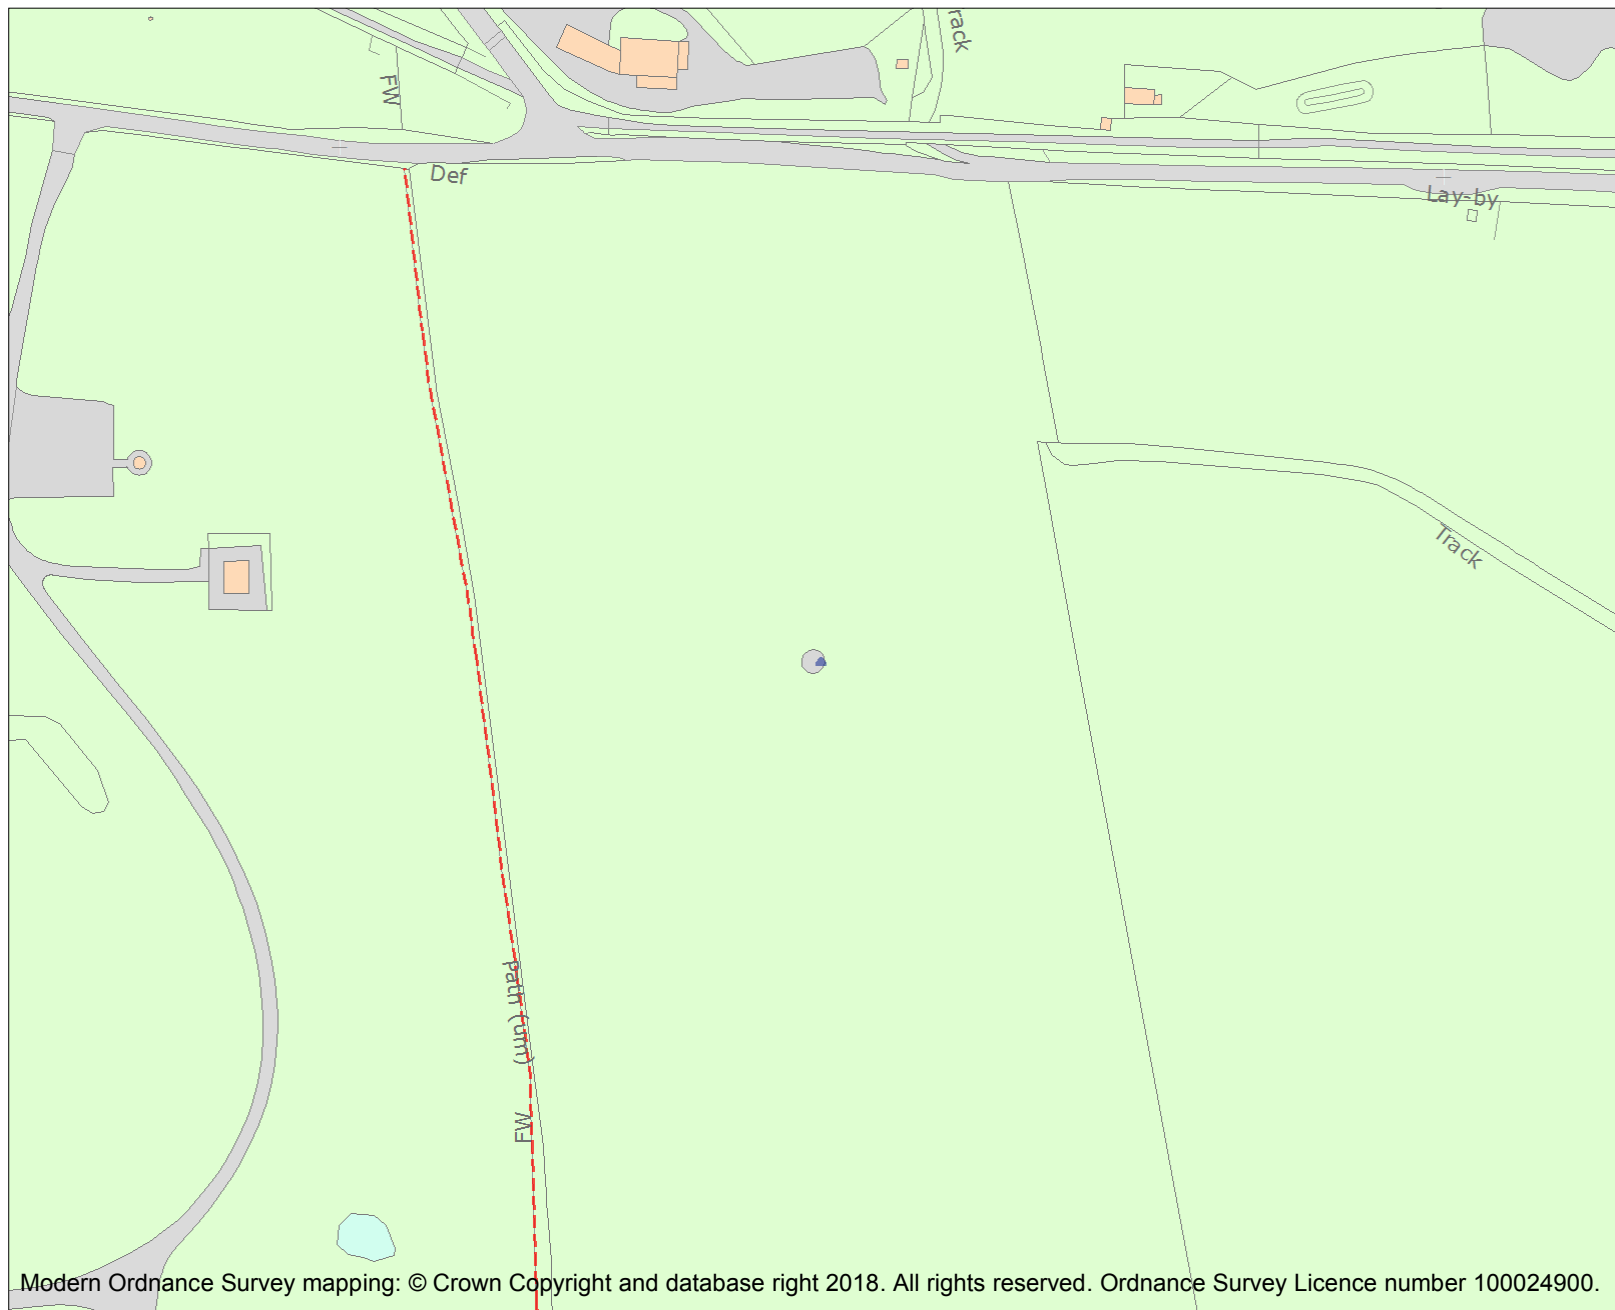 rack
FW
Def
Lay-by
Track
Path (um)
FW
Modern Ordnance Survey mapping: © Crown Copyright and database right 2018. All rights reserved. Ordnance Survey Licence number 100024900.